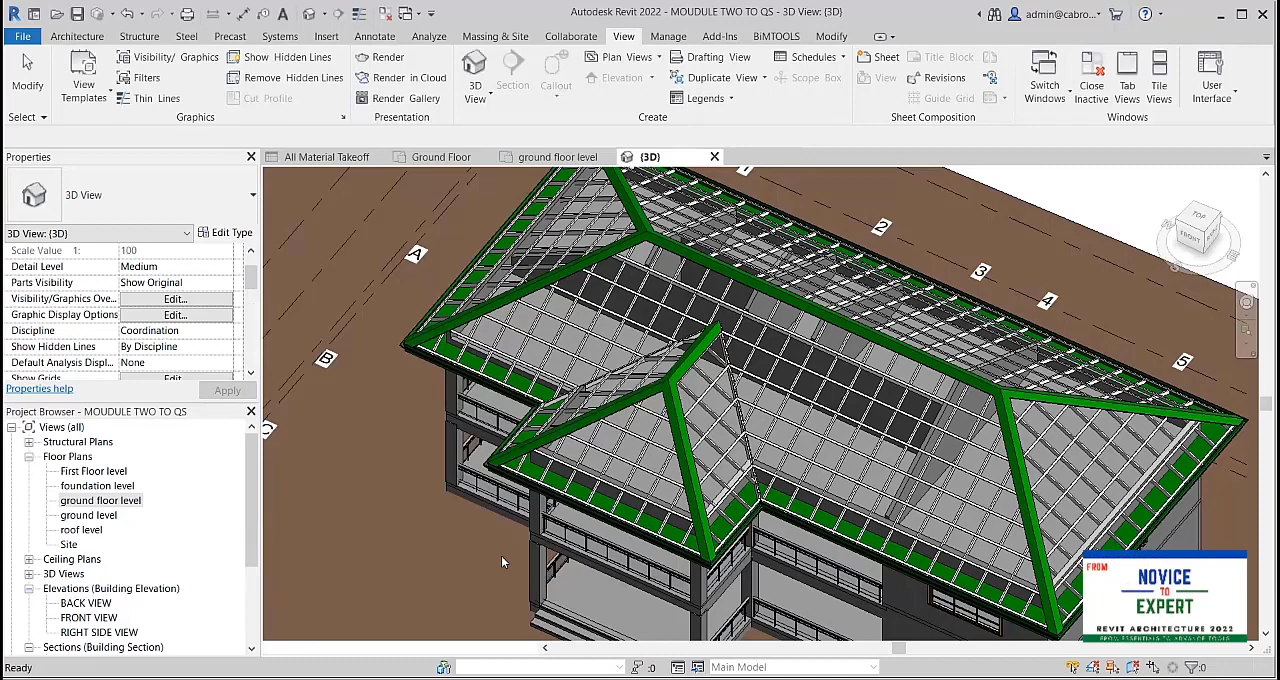 Autodesk Revit 2022 - MOUDULE TWO TO QS - 3D View: {3D}
admin@cabro...
File Architecture Structure Steel Precast Systems Insert Annotate Analyze Massing & Site Collaborate View Manage Add-Ins BiMTOOLS Modify
Modify
View Templates
Visibility/ Graphics
Filters
Thin Lines
Show Hidden Lines
Remove Hidden Lines
Cut Profile
Render
Render in Cloud
Render Gallery
3D View
Section
Callout
Plan Views
Elevation
Drafting View
Duplicate View
Legends
Schedules
Scope Box
Sheet
View
Title Block
Revisions
Guide Grid
Switch Windows
Close Inactive
Tab Views
Tile Views
User Interface
Select Graphics Presentation Create Sheet Composition Windows
Properties
All Material Takeoff
Ground Floor
ground floor level
{3D}
3D View
3D View: {3D}
Edit Type
Scale Value 1: 100
Detail Level Medium
Parts Visibility Show Original
Visibility/Graphics Ove... Edit...
Graphic Display Options Edit...
Discipline Coordination
Show Hidden Lines By Discipline
Default Analysis Displ... None
Show Grids Edit...
Properties help
Apply
Project Browser - MOUDULE TWO TO QS
Views (all)
Structural Plans
Floor Plans
First Floor level
foundation level
ground floor level
ground level
roof level
Site
Ceiling Plans
3D Views
Elevations (Building Elevation)
BACK VIEW
FRONT VIEW
RIGHT SIDE VIEW
Sections (Building Section)
A
B
C
1
2
3
4
5
TOP
FRONT
FROM
NOVICE
TO
EXPERT
REVIT ARCHITECTURE 2022
FROM ESSENTIALS TO ADVANCE TOOLS
Ready
:0
Main Model
:0